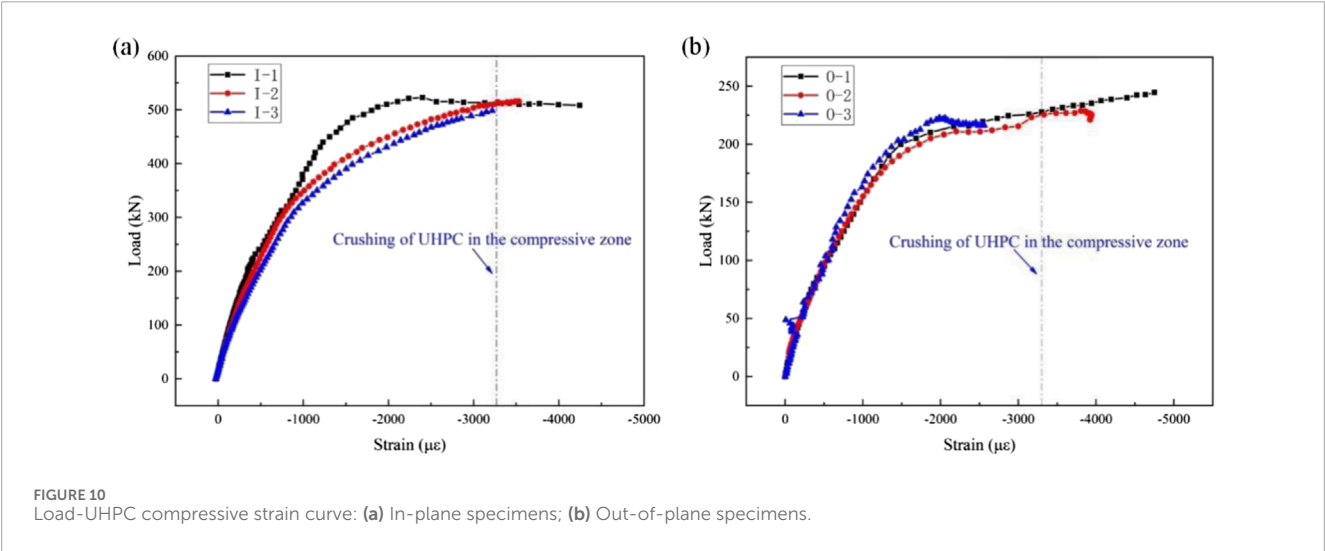 (a)
600
500
400
300
200
100
0
Load (kN)
I-1
I-2
I-3
Crushing of UHPC in the compressive zone
0 -1000 -2000 -3000 -4000 -5000
Strain (με)
(b)
250
200
150
100
50
0
Load (kN)
O-1
O-2
O-3
Crushing of UHPC in the compressive zone
0 -1000 -2000 -3000 -4000 -5000
Strain (με)
FIGURE 10
Load-UHPC compressive strain curve: (a) In-plane specimens; (b) Out-of-plane specimens.